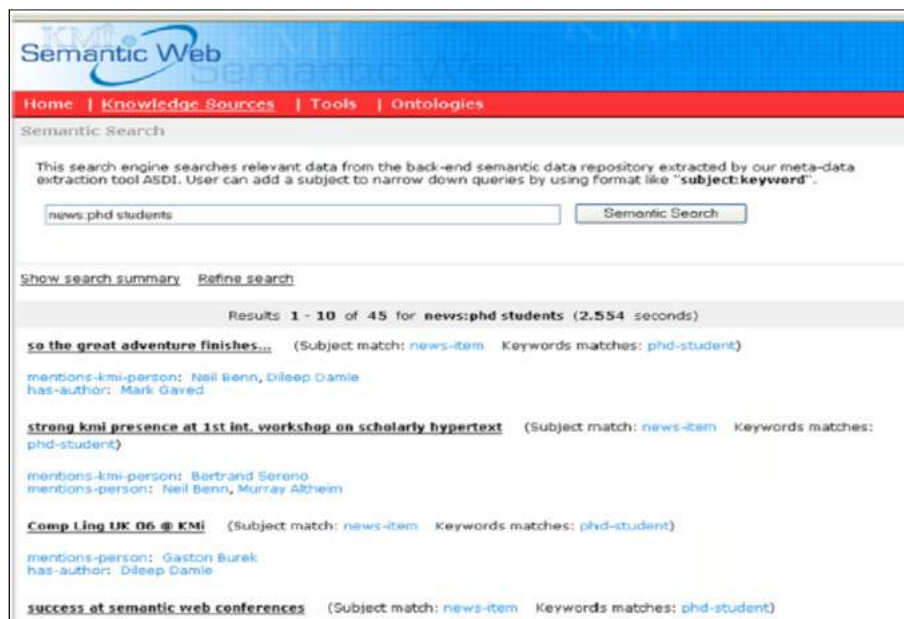 KMi
Semantic Web
Home | Knowledge Sources | Tools | Ontologies
Semantic Search
This search engine searches relevant data from the back-end semantic data repository extracted by our meta-data
extraction tool ASDI. User can add a subject to narrow down queries by using format like "subject:keyword".
news:phd students Semantic Search
Show search summary Refine search
Results 1 - 10 of 45 for news:phd students (2.554 seconds)
so the great adventure finishes... (Subject match: news-item Keywords matches: phd-student)
mentions-kmi-person: Neil Benn, Dileep Damle
has-author: Mark Gaved
strong kmi presence at 1st int. workshop on scholarly hypertext (Subject match: news-item Keywords matches:
phd-student)
mentions-kmi-person: Bertrand Sereno
mentions-person: Neil Benn, Murray Altheim
Comp Ling UK 06 @ KMi (Subject match: news-item Keywords matches: phd-student)
mentions-person: Gaston Burek
has-author: Dileep Damle
success at semantic web conferences (Subject match: news-item Keywords matches: phd-student)